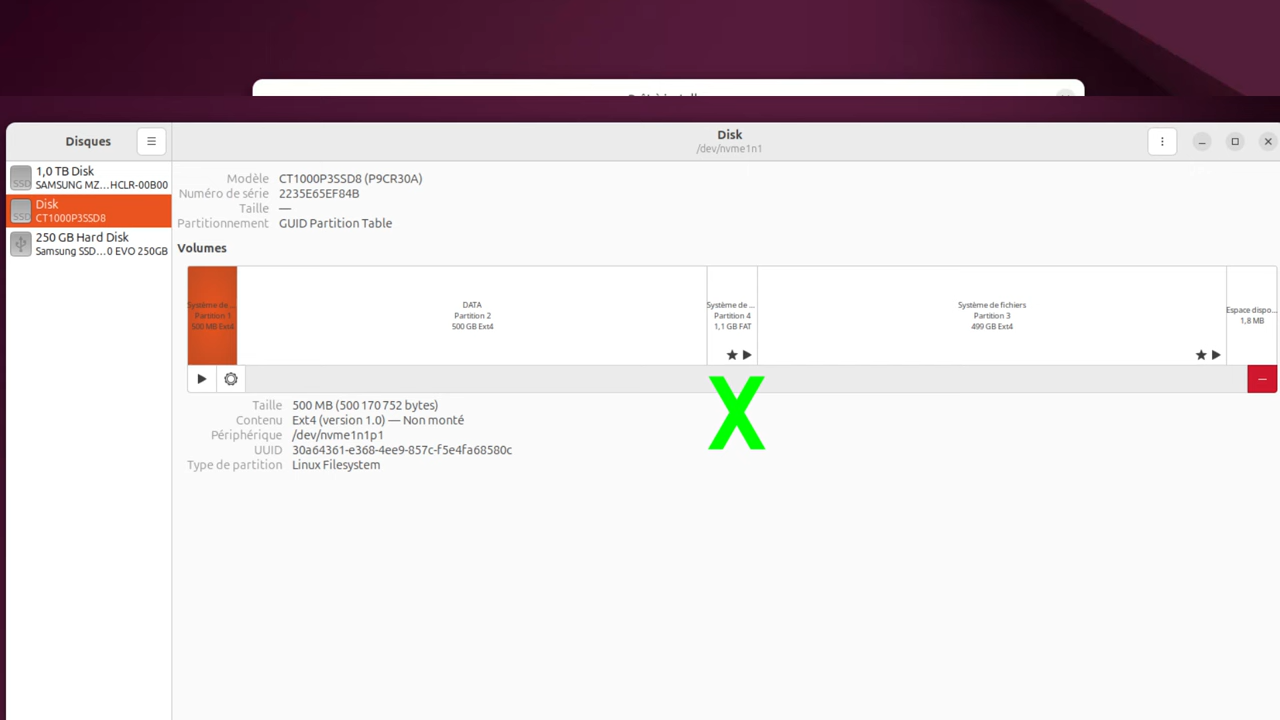 Disques
Disk
/dev/nvme1n1
1,0 TB Disk
SAMSUNG MZ...HCLR-00B00
Disk
CT1000P3SSD8
250 GB Hard Disk
Samsung SSD...0 EVO 250GB
Modèle CT1000P3SSD8 (P9CR30A)
Numéro de série 2235E65EF84B
Taille —
Partitionnement GUID Partition Table
Volumes
Système de ...
Partition 1
500 MB Ext4
DATA
Partition 2
500 GB Ext4
Système de ...
Partition 4
1,1 GB FAT
Système de fichiers
Partition 3
499 GB Ext4
Espace dispo...
1,8 MB
X
Taille 500 MB (500 170 752 bytes)
Contenu Ext4 (version 1.0) — Non monté
Périphérique /dev/nvme1n1p1
UUID 30a64361-e368-4ee9-857c-f5e4fa68580c
Type de partition Linux Filesystem